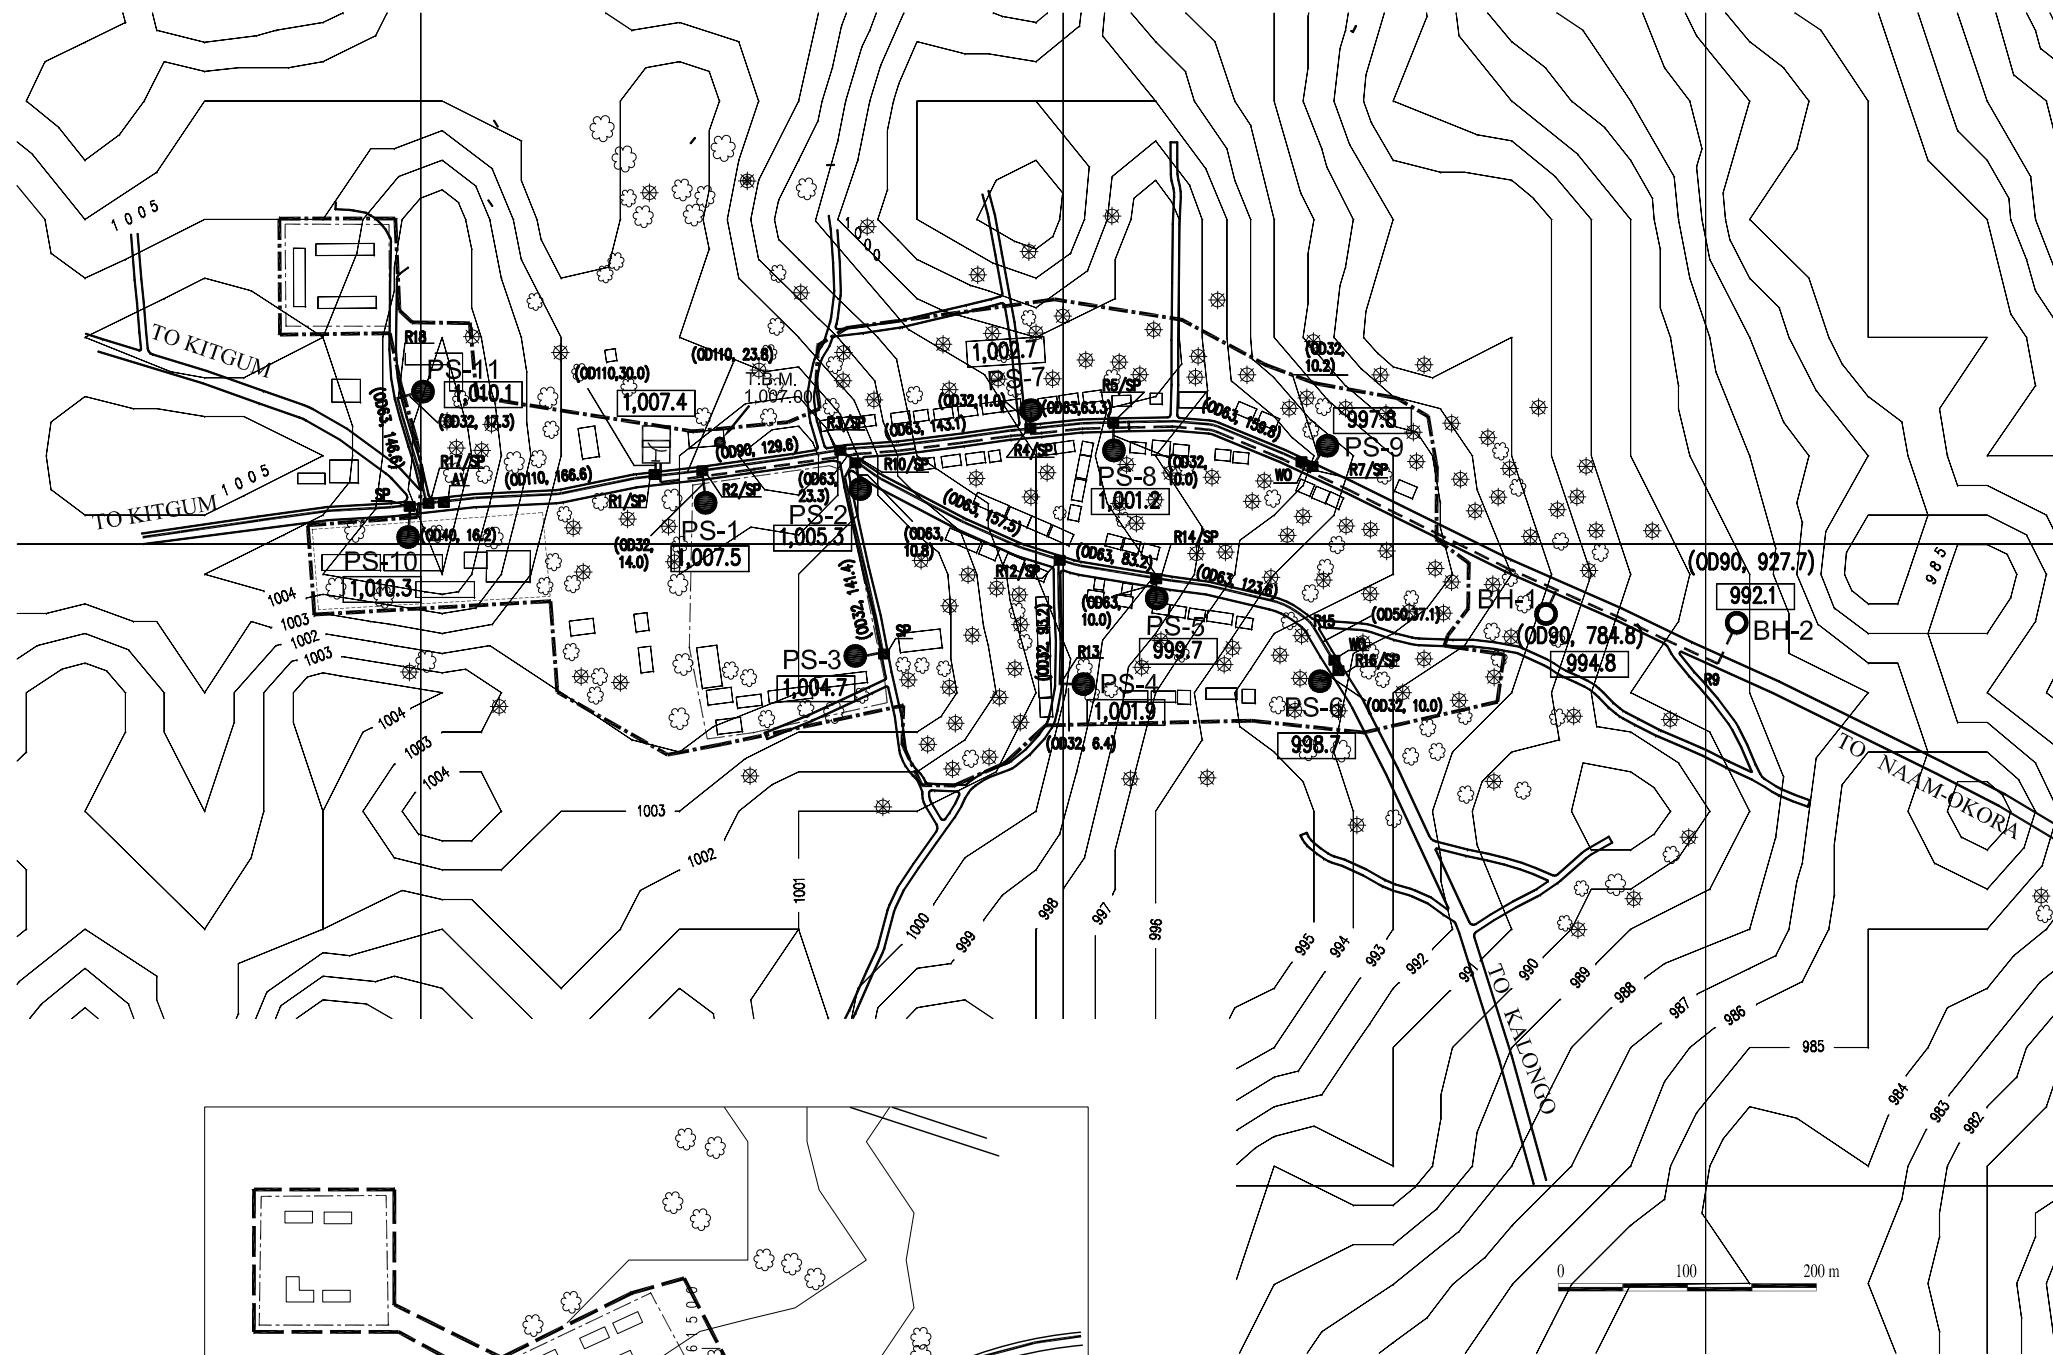 1005
TO KITGUM
R18
PS-11
1,010.1
(OD63, 146.6)
(OD32, 17.3)
R17/SP
AV
1005
TO KITGUM
SP
(OD40, 16.2)
PS-10
1,010.3
(OD110, 166.6)
(OD110,30.0)
1,007.4
(OD110, 23.8)
T.B.M.
1,007.00
R1/SP
R2/SP
(OD90, 129.6)
(OD32,
14.0)
PS-1
1,007.5
R3/SP
(OD63,
23.3)
PS-2
1,005.3
R10/SP
(OD63, 143.1)
1000
1,002.7
PS-7
(OD32,11.0)
(OD63,63.3)
R4/SP
R5/SP
PS-8
1,001.2
(OD32,
10.0)
(OD63, 159.8)
(OD32,
10.2)
997.8
PS-9
WO
R7/SP
(OD63, 157.5)
(OD63,
10.8)
R12/SP
(OD63, 83.2)
R14/SP
(OD63, 123.6)
(OD63,
10.0)
PS-5
999.7
(OD32, 141.4)
SP
PS-3
1,004.7
(OD32, 93.2)
R13
PS-4
1,001.9
(OD32, 6.4)
R15
(OD50,37.1)
WO
R16/SP
PS-6
(OD32, 10.0)
998.7
BH-1
(OD90, 784.8)
994.8
(OD90, 927.7)
992.1
BH-2
R9
985
TO NAAM-OKORA
TO KALONGO
1004
1003
1002
1003
1004
1003
1004
1003
1002
1001
1000
999
998
997
996
995
994
993
992
991
990
989
988
987
986
985
984
983
982
0 100 200 m